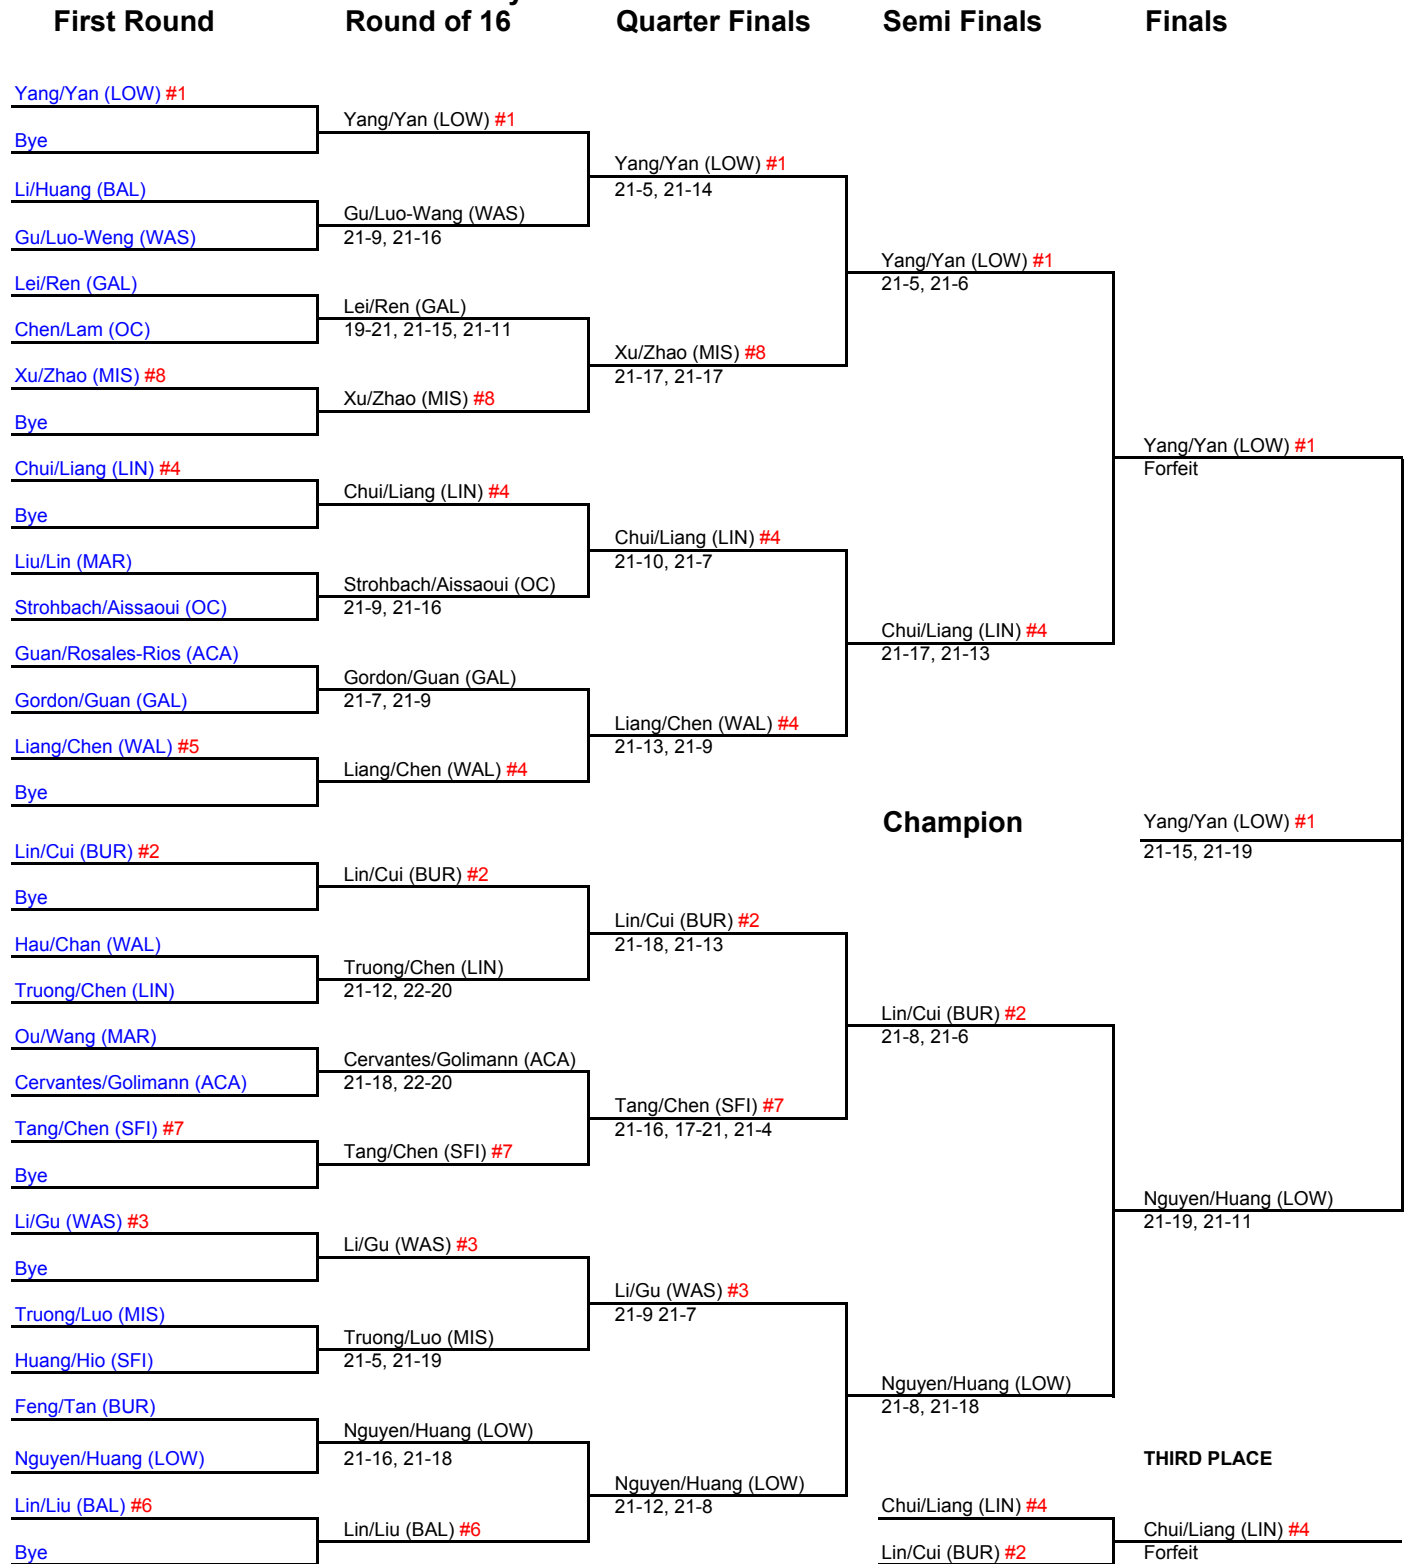 First Round
Round of 16
Quarter Finals
Semi Finals
Finals
Yang/Yan (LOW) #1
Bye
Li/Huang (BAL)
Gu/Luo-Weng (WAS)
Lei/Ren (GAL)
Chen/Lam (OC)
Xu/Zhao (MIS) #8
Bye
Chui/Liang (LIN) #4
Bye
Liu/Lin (MAR)
Strohbach/Aissaoui (OC)
Guan/Rosales-Rios (ACA)
Gordon/Guan (GAL)
Liang/Chen (WAL) #5
Bye
Lin/Cui (BUR) #2
Bye
Hau/Chan (WAL)
Truong/Chen (LIN)
Ou/Wang (MAR)
Cervantes/Golimann (ACA)
Tang/Chen (SFI) #7
Bye
Li/Gu (WAS) #3
Bye
Truong/Luo (MIS)
Huang/Hio (SFI)
Feng/Tan (BUR)
Nguyen/Huang (LOW)
Lin/Liu (BAL) #6
Bye
Yang/Yan (LOW) #1
Gu/Luo-Wang (WAS)
21-9, 21-16
Lei/Ren (GAL)
19-21, 21-15, 21-11
Xu/Zhao (MIS) #8
Chui/Liang (LIN) #4
Strohbach/Aissaoui (OC)
21-9, 21-16
Gordon/Guan (GAL)
21-7, 21-9
Liang/Chen (WAL) #4
Lin/Cui (BUR) #2
Truong/Chen (LIN)
21-12, 22-20
Cervantes/Golimann (ACA)
21-18, 22-20
Tang/Chen (SFI) #7
Li/Gu (WAS) #3
Truong/Luo (MIS)
21-5, 21-19
Nguyen/Huang (LOW)
21-16, 21-18
Lin/Liu (BAL) #6
Yang/Yan (LOW) #1
21-5, 21-14
Xu/Zhao (MIS) #8
21-17, 21-17
Chui/Liang (LIN) #4
21-10, 21-7
Liang/Chen (WAL) #4
21-13, 21-9
Lin/Cui (BUR) #2
21-18, 21-13
Tang/Chen (SFI) #7
21-16, 17-21, 21-4
Li/Gu (WAS) #3
21-9 21-7
Nguyen/Huang (LOW)
21-12, 21-8
Yang/Yan (LOW) #1
21-5, 21-6
Chui/Liang (LIN) #4
21-17, 21-13
Champion
Lin/Cui (BUR) #2
21-8, 21-6
Nguyen/Huang (LOW)
21-8, 21-18
Chui/Liang (LIN) #4
Lin/Cui (BUR) #2
Yang/Yan (LOW) #1
Forfeit
Yang/Yan (LOW) #1
21-15, 21-19
Nguyen/Huang (LOW)
21-19, 21-11
THIRD PLACE
Chui/Liang (LIN) #4
Forfeit